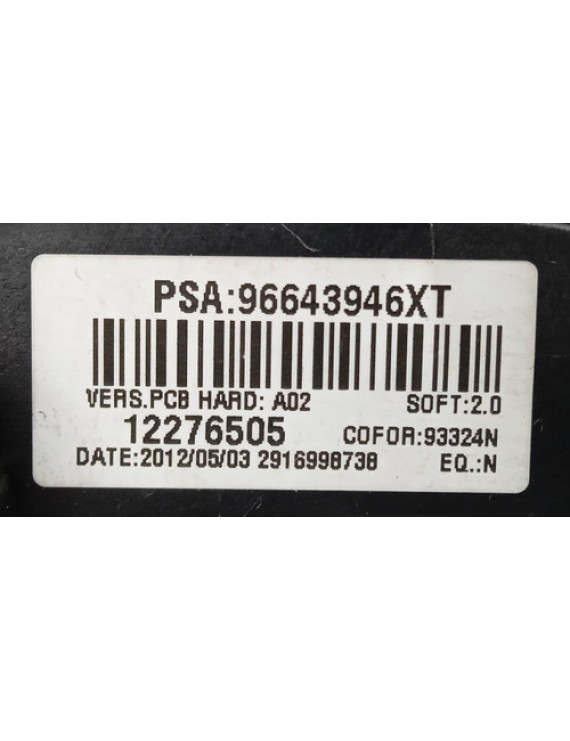 PSA:96643946XT
VERS.PCB HARD: A02 SOFT:2.0
12276505 COFOR:93324N
DATE:2012/05/03 2916998738 EQ.:N